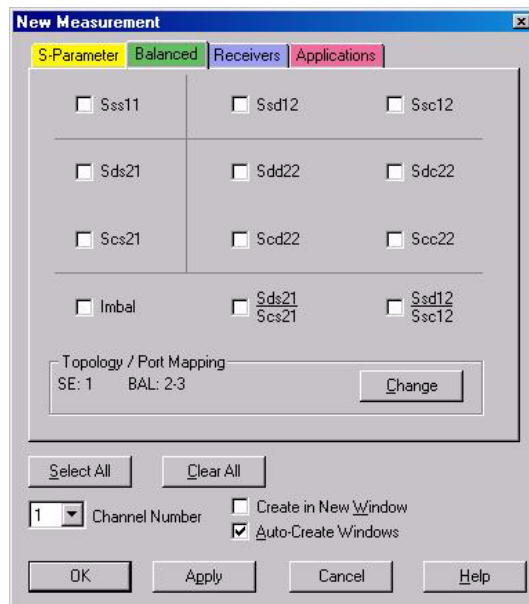 New Measurement
S-Parameter Balanced Receivers Applications
Sss11 Ssd12 Ssc12
Sds21 Sdd22 Sdc22
Scs21 Scd22 Scc22
Imbal Sds21 Ssd12
Scs21 Ssc12
Topology / Port Mapping
SE: 1 BAL: 2-3 Change
Select All Clear All
1 Channel Number
Create in New Window
Auto-Create Windows
OK Apply Cancel Help